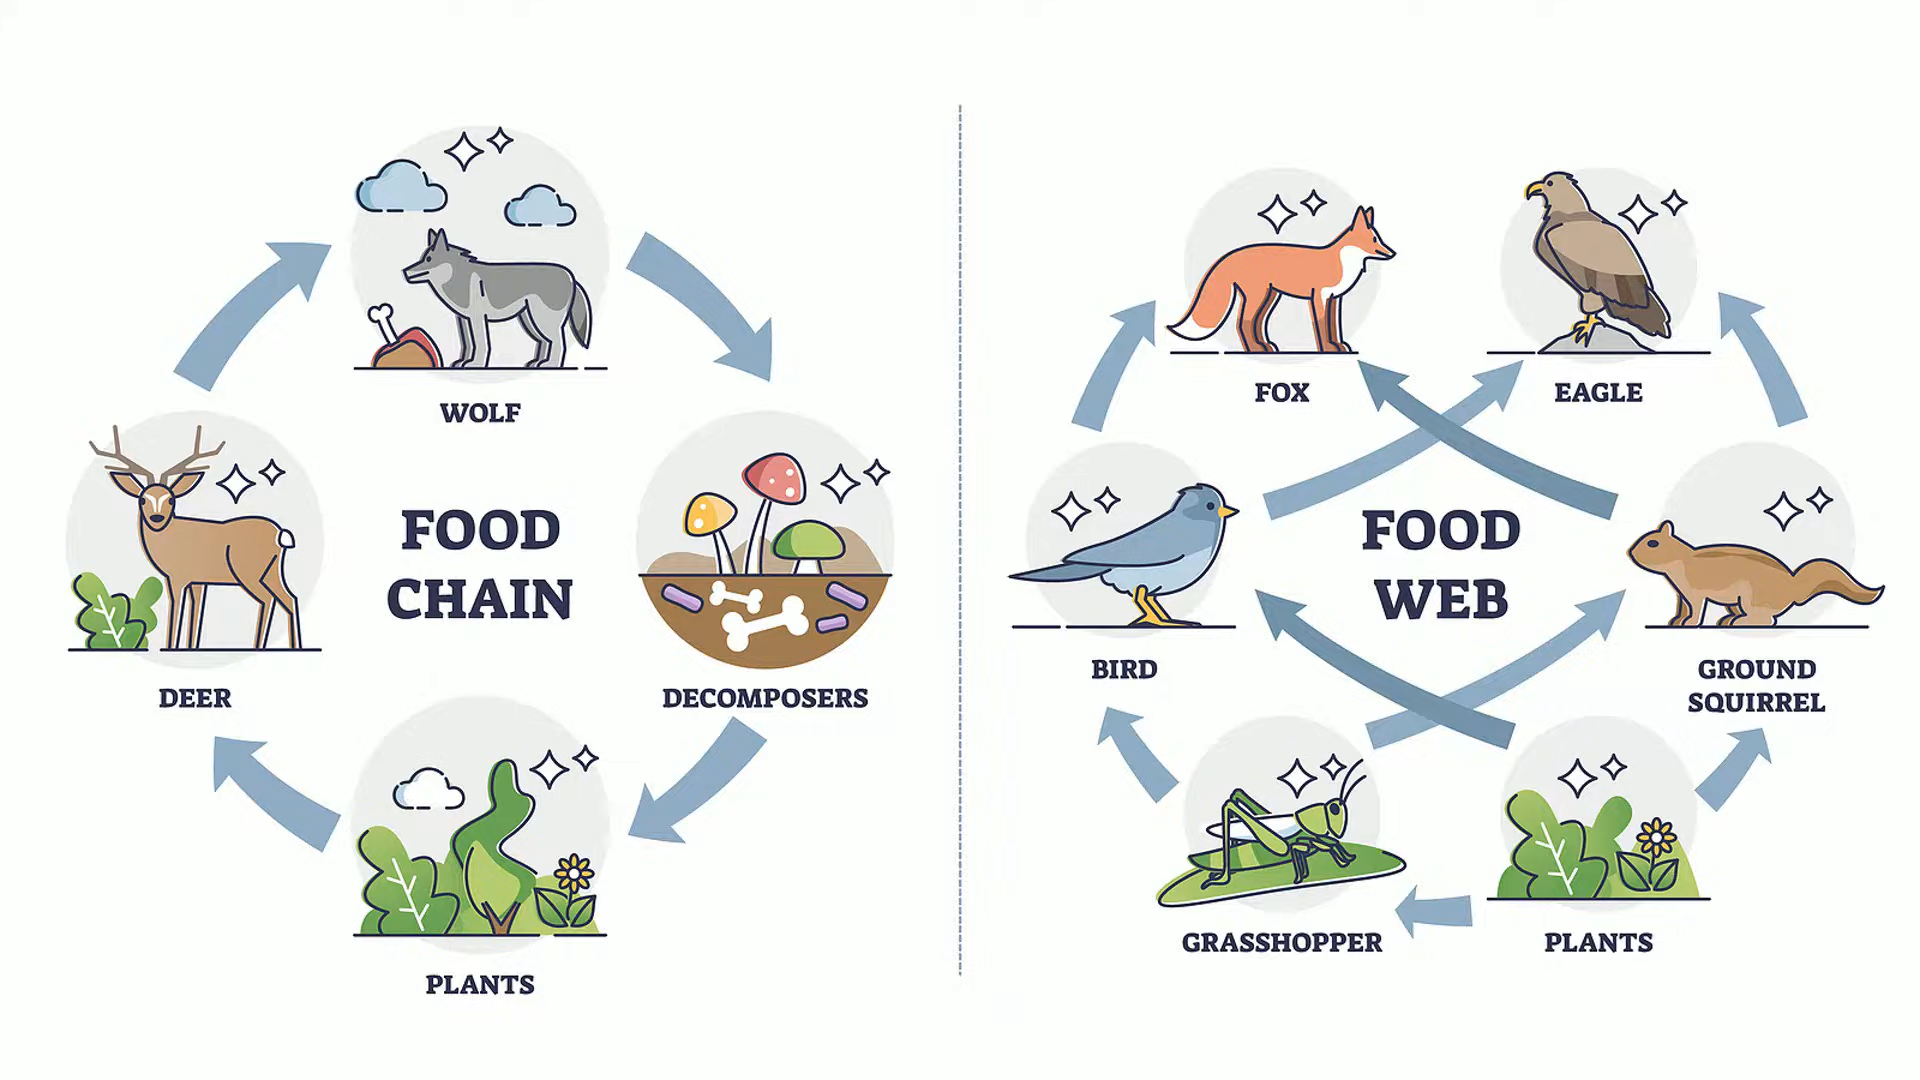 WOLF
DEER
FOOD
CHAIN
DECOMPOSERS
PLANTS
FOX
EAGLE
FOOD
WEB
BIRD
GROUND
SQUIRREL
GRASSHOPPER
PLANTS